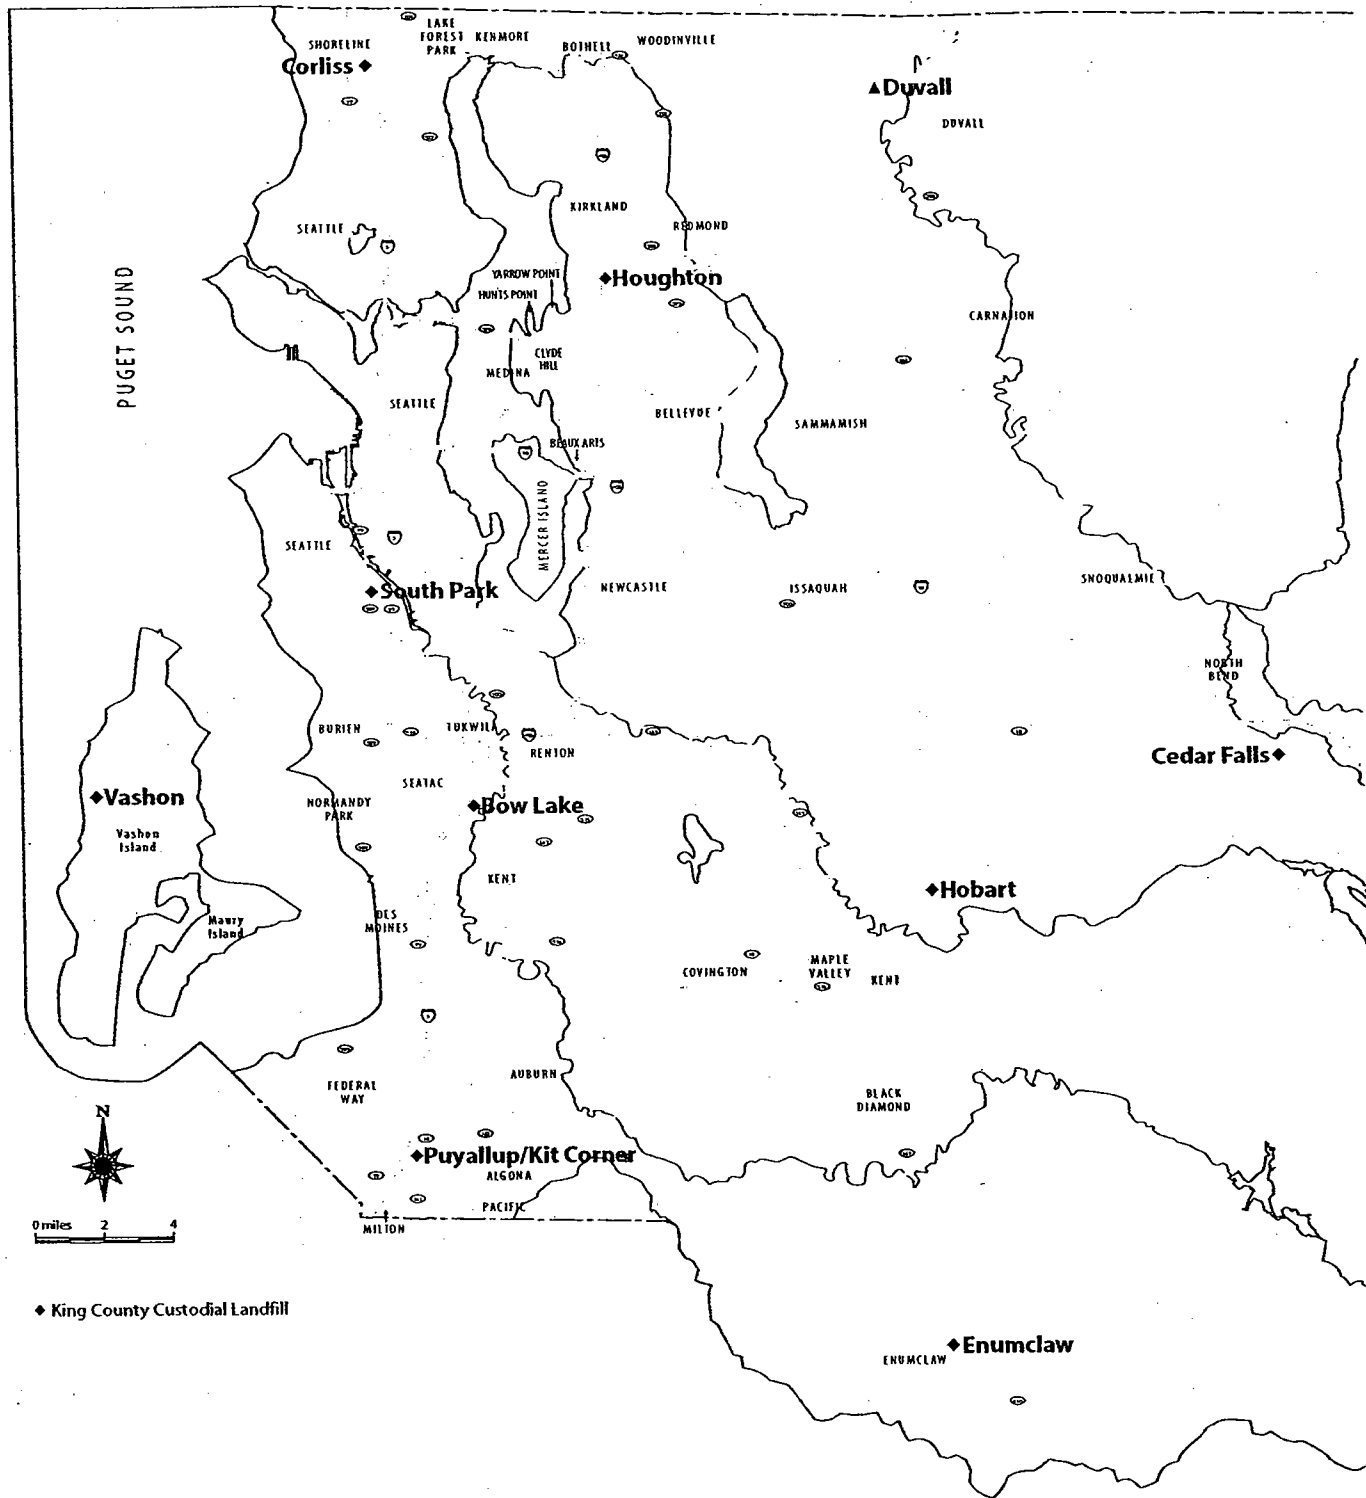 LAKE
FOREST
PARK
KENMORE
SHORELINE
BOTHELL
WOODINVILLE
Corliss
Duvall
DUVALL
KIRKLAND
SEATTLE
REDMOND
YARROW POINT
Houghton
HUNTS POINT
PUGET SOUND
CARNATION
CLYDE
HILL
MEDINA
SEATTLE
BELLEVUE
SAMMAMISH
BEAUX ARTS
MERCER ISLAND
SEATTLE
South Park
NEWCASTLE
ISSAQUAH
SNOQUALMIE
NORTH
BEND
BURIEN
TUKWILA
RENTON
Cedar Falls
SEATAC
Vashon
NORMANDY
PARK
Bow Lake
Vashon
Island
KENT
Hobart
Maury
Island
DES
MOINES
COVINGTON
MAPLE
VALLEY
KENT
AUBURN
FEDERAL
WAY
BLACK
DIAMOND
N
Puyallup/Kit Corner
ALGONA
PACIFIC
MILTON
0 miles 2 4
King County Custodial Landfill
Enumclaw
ENUMCLAW